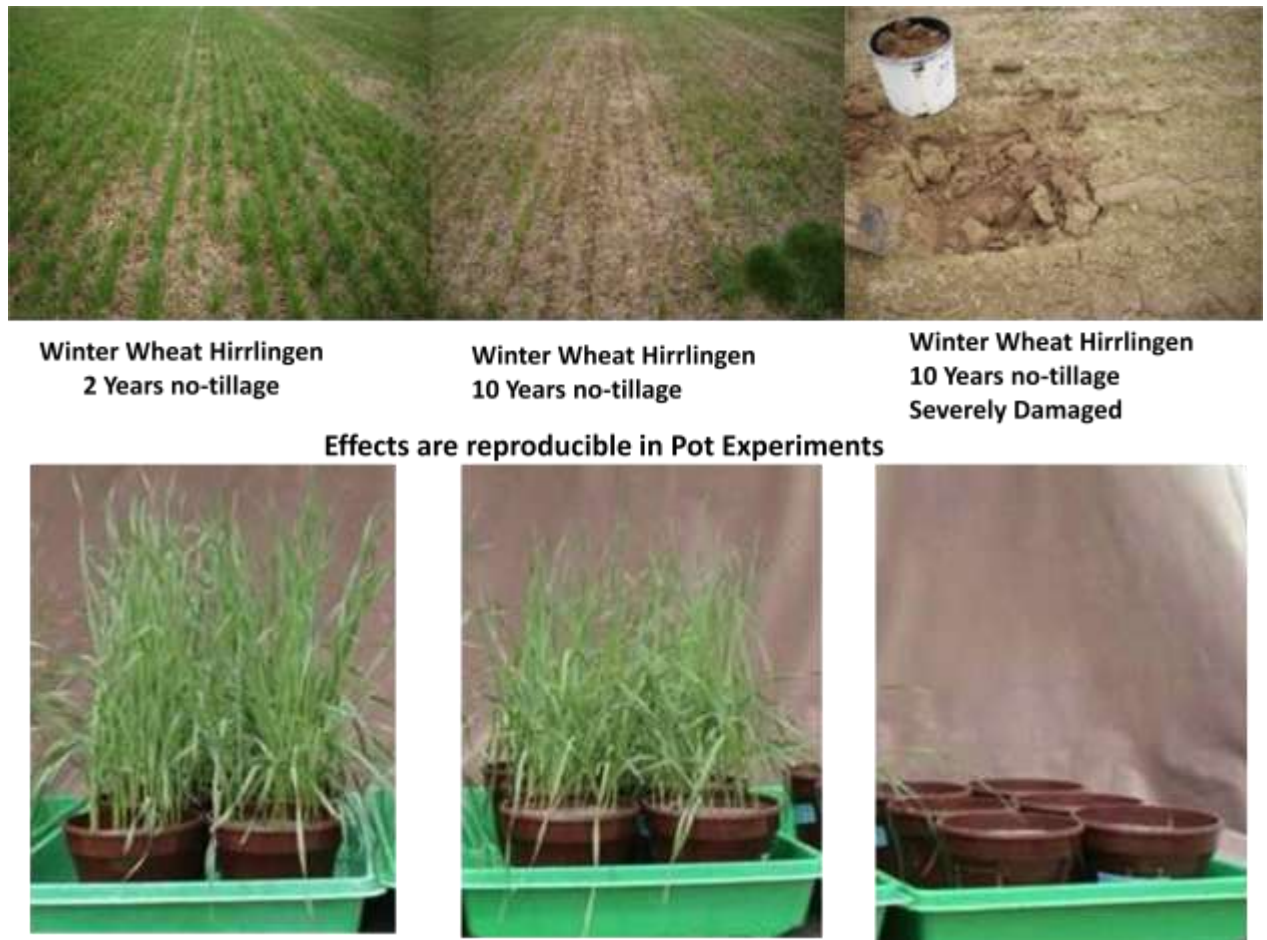 Winter Wheat Hirrlingen
2 Years no-tillage
Winter Wheat Hirrlingen
10 Years no-tillage
Winter Wheat Hirrlingen
10 Years no-tillage
Severely Damaged
Effects are reproducible in Pot Experiments